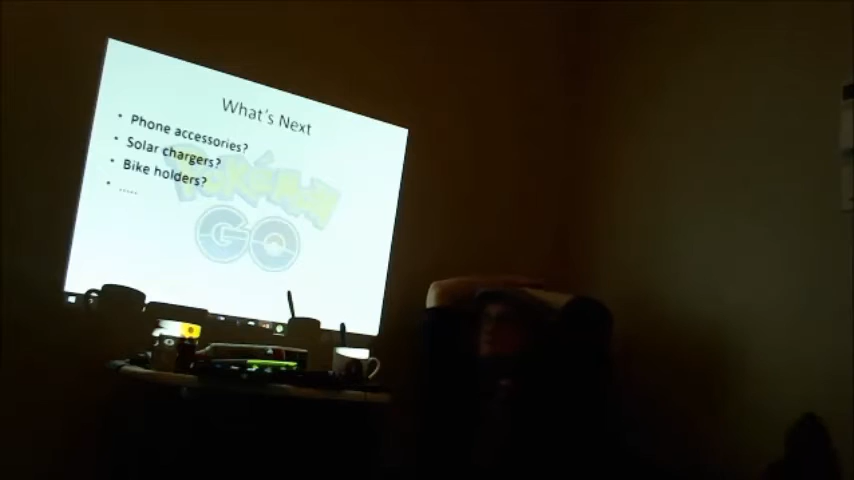 What's Next
• Phone accessories?
• Solar chargers?
• Bike holders?
• .....
POKÉMON
GO